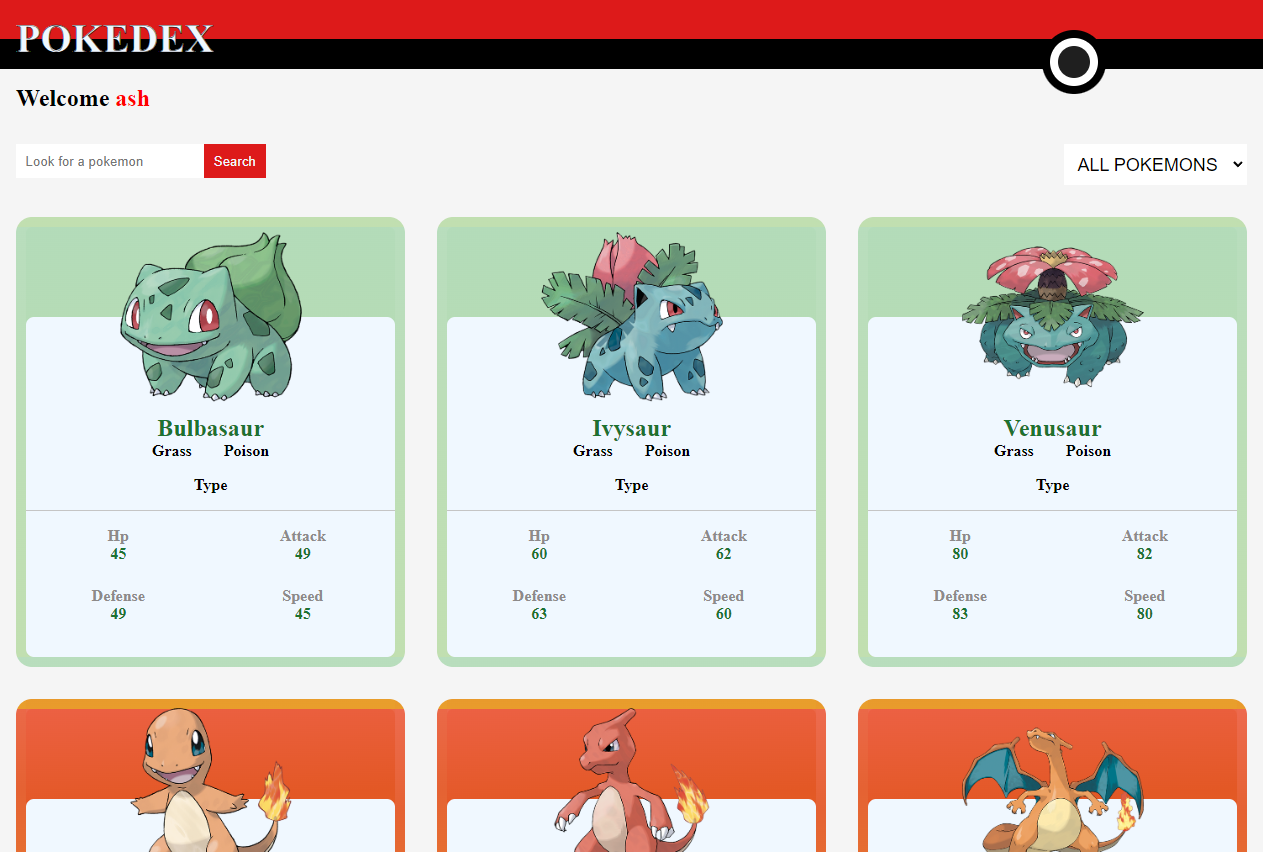 POKEDEX
Welcome ash
Look for a pokemon Search ALL POKEMONS
Bulbasaur Ivysaur Venusaur
Grass Poison Grass Poison Grass Poison
Type Type Type
Hp Attack Hp Attack Hp Attack
45 49 60 62 80 82
Defense Speed Defense Speed Defense Speed
49 45 63 60 83 80